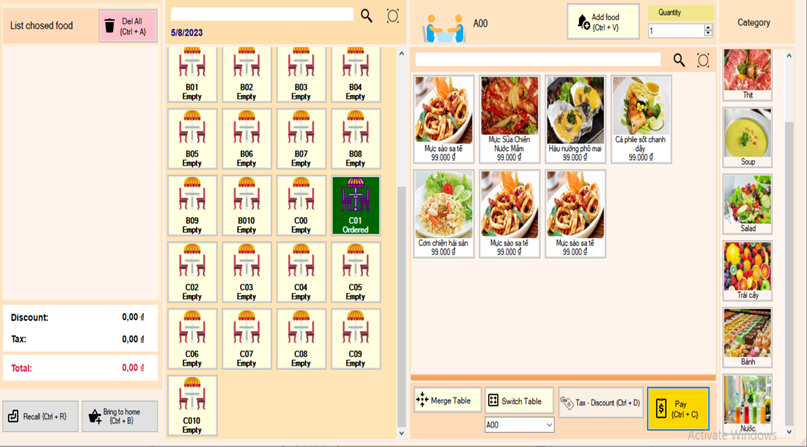 List chosed food
Del All
(Ctrl + A)
Discount: 0,00 đ
Tax: 0,00 đ
Total: 0,00 đ
Recall (Ctrl + R)
Bring to home
(Ctrl + B)
5/8/2023
B01
Empty
B02
Empty
B03
Empty
B04
Empty
B05
Empty
B06
Empty
B07
Empty
B08
Empty
B09
Empty
B010
Empty
C00
Empty
C01
Ordered
C02
Empty
C03
Empty
C04
Empty
C05
Empty
C06
Empty
C07
Empty
C08
Empty
C09
Empty
C010
Empty
A00
Add food
(Ctrl + V)
Quantity
1
Mực sào sa tế
99.000 đ
Mực Sữa Chiên
Nước Mắm
99.000 đ
Hàu nướng phô mai
99.000 đ
Cá phile sốt chanh
dây
99.000 đ
Cơm chiên hải sản
99.000 đ
Mực sào sa tế
99.000 đ
Mực sào sa tế
99.000 đ
Merge Table
Switch Table
A00
Tax - Discount (Ctrl + D)
Pay
(Ctrl + C)
Category
Thịt
Soup
Salad
Trái cây
Bánh
Nước
Activate Windows